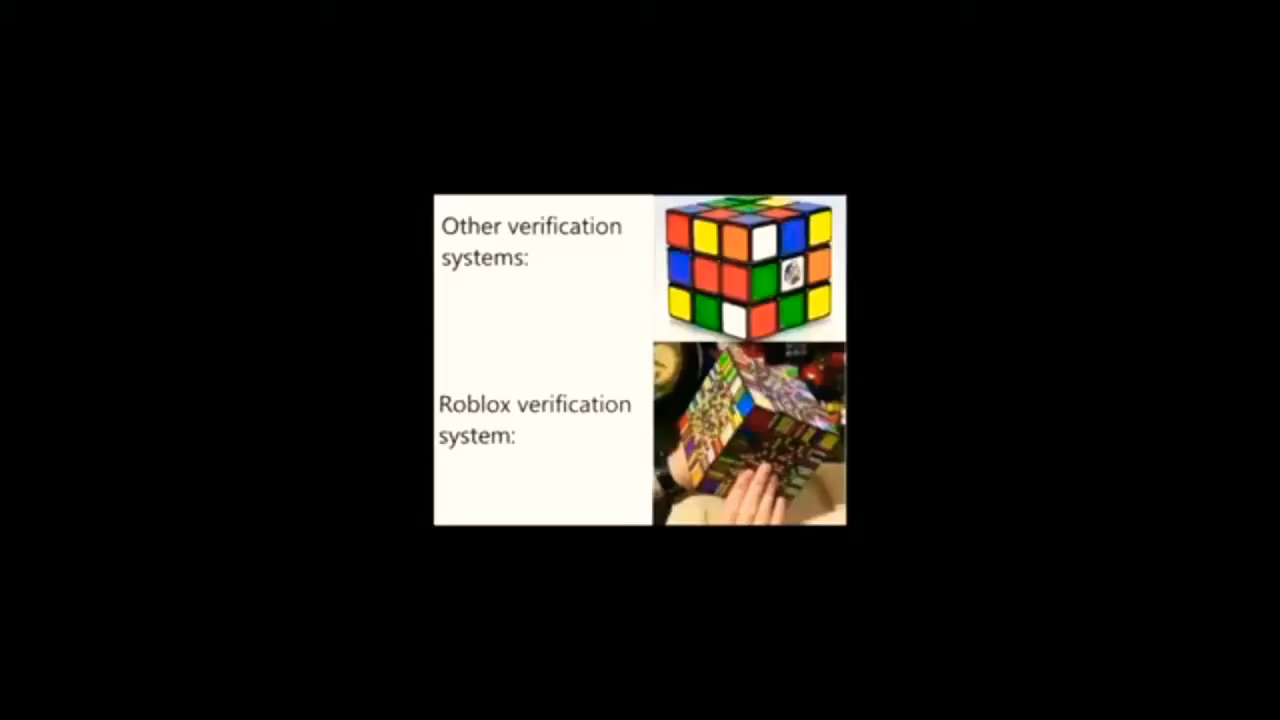 Other verification
systems:
Roblox verification
system: